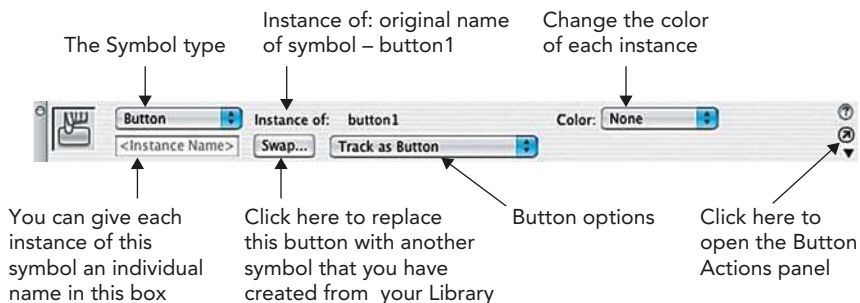 The Symbol type
Instance of: original name
of symbol – button1
Change the color
of each instance
Button
Instance of: button1
Color: None
<Instance Name>
Swap...
Track as Button
You can give each
instance of this
symbol an individual
name in this box
Click here to replace
this button with another
symbol that you have
created from your Library
Button options
Click here to
open the Button
Actions panel